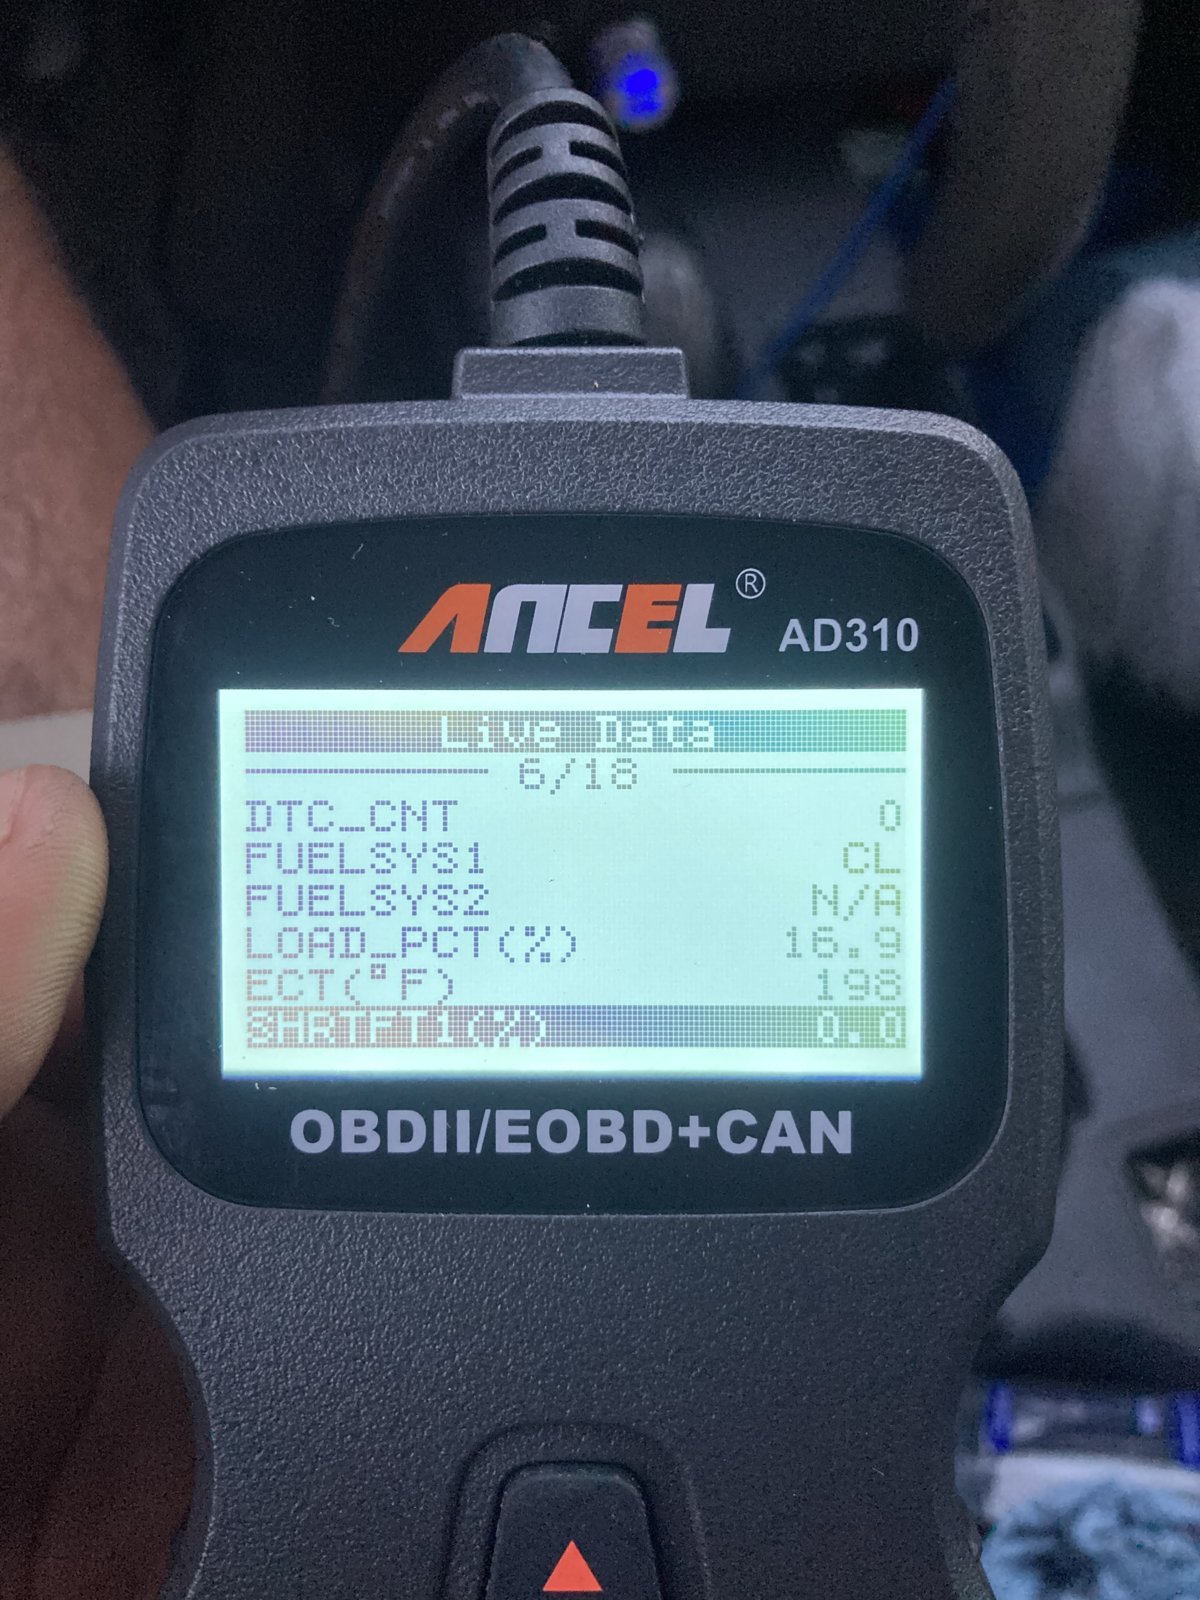 ANCEL® AD310
Live Data
6/18
DTC_CNT 0
FUELSYS1 CL
FUELSYS2 N/A
LOAD_PCT(%) 16.9
ECT(°F) 198
SHRTFT1(%) 0.0
OBDII/EOBD+CAN